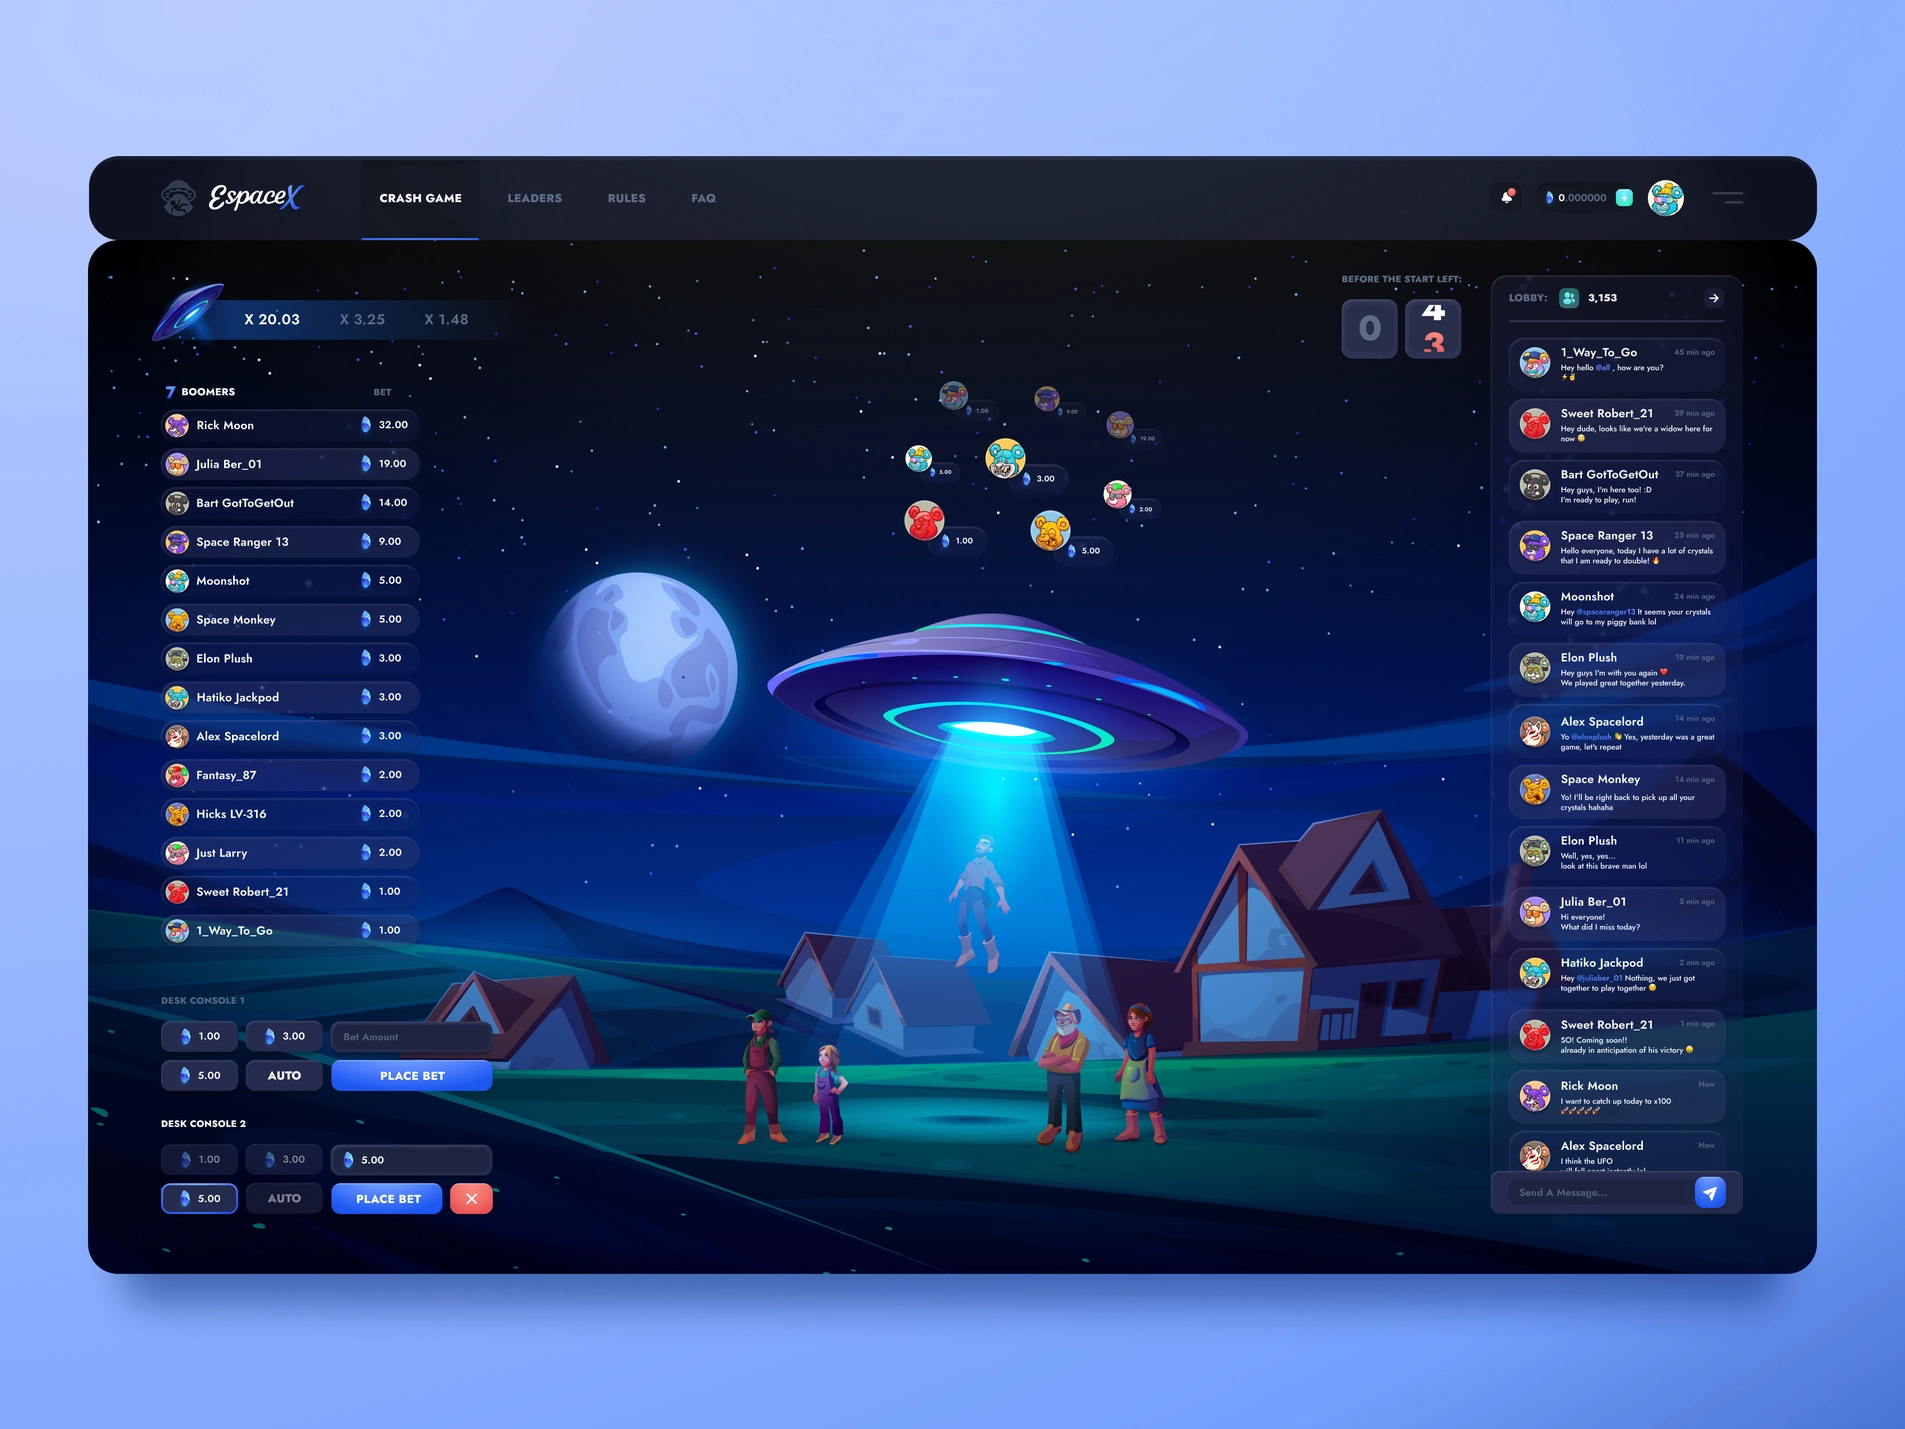 EspaceX
CRASH GAME
LEADERS
RULES
FAQ
0.000000
X 20.03
X 3.25
X 1.48
7 BOOMERS
BET
Rick Moon
32.00
Julia Ber_01
19.00
Bart GotToGetOut
14.00
Space Ranger 13
9.00
Moonshot
5.00
Space Monkey
5.00
Elon Plush
3.00
Hatiko Jackpod
3.00
Alex Spacelord
3.00
Fantasy_87
2.00
Hicks LV-316
2.00
Just Larry
2.00
Sweet Robert_21
1.00
1_Way_To_Go
1.00
DESK CONSOLE 1
1.00
3.00
Bet Amount
5.00
AUTO
PLACE BET
DESK CONSOLE 2
1.00
3.00
5.00
5.00
AUTO
PLACE BET
1.00
9.00
19.00
5.00
3.00
2.00
1.00
5.00
BEFORE THE START LEFT:
0
4
3
LOBBY:
3,153
1_Way_To_Go
45 min ago
Hey hello @all , how are you?
⚡✌
Sweet Robert_21
39 min ago
Hey dude, looks like we're a widow here for
now
Bart GotToGetOut
37 min ago
Hey guys, I'm here too! :D
I'm ready to play, run!
Space Ranger 13
25 min ago
Hello everyone, today I have a lot of crystals
that I am ready to double! 🔥
Moonshot
24 min ago
Hey @spaceranger13 It seems your crystals
will go to my piggy bank lol
Elon Plush
19 min ago
Hey guys I'm with you again ❤
We played great together yesterday.
Alex Spacelord
14 min ago
Yo @elonplush 👋 Yes, yesterday was a great
game, let's repeat
Space Monkey
14 min ago
Yo! I'll be right back to pick up all your
crystals hahaha
Elon Plush
11 min ago
Well, yes, yes...
look at this brave man lol
Julia Ber_01
5 min ago
Hi everyone!
What did I miss today?
Hatiko Jackpod
2 min ago
Hey @juliaber_01 Nothing, we just got
together to play together
Sweet Robert_21
1 min ago
SO! Coming soon!!
already in anticipation of his victory
Rick Moon
Now
I want to catch up today to x100
🚀🚀🚀🚀🚀
Alex Spacelord
Now
I think the UFO
Send A Message...